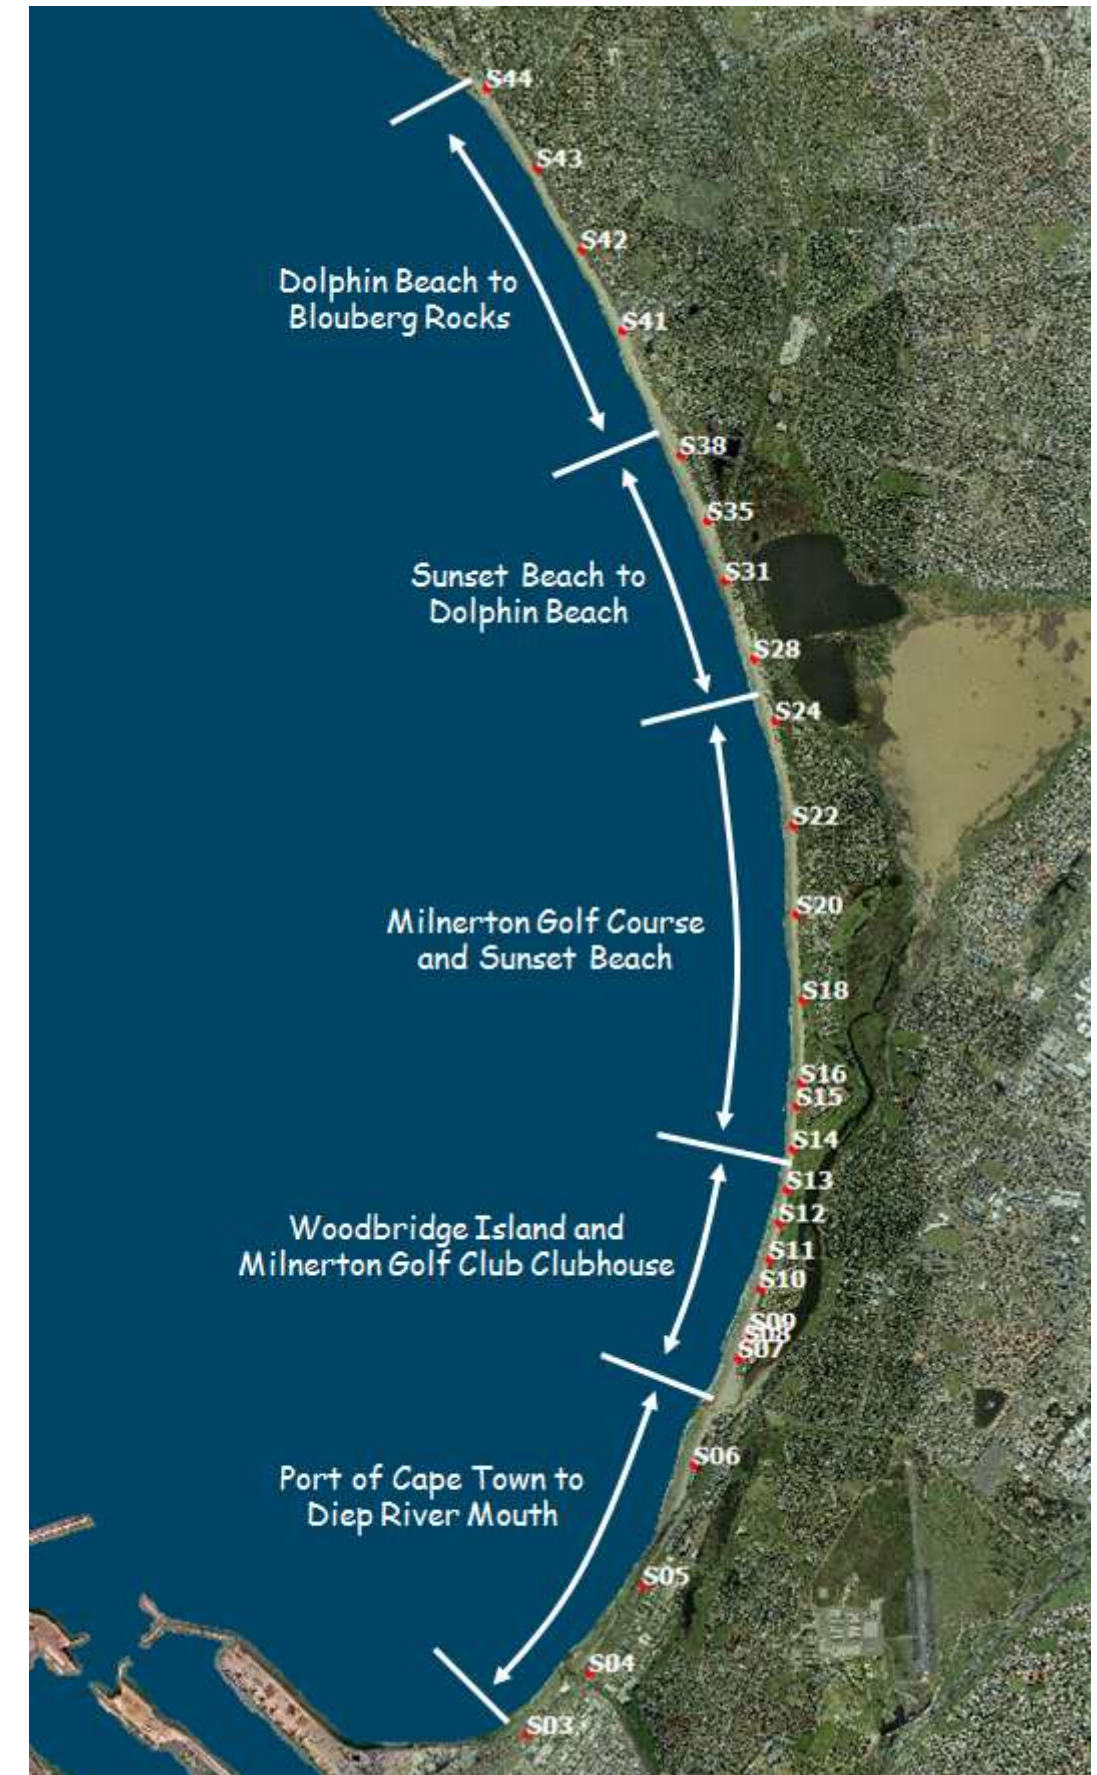 S44
S43
S42
Dolphin Beach to
Blouberg Rocks
S41
S38
S35
Sunset Beach to
Dolphin Beach
S31
S28
S24
S22
Milnerton Golf Course
and Sunset Beach
S20
S18
S16
S15
S14
S13
S12
Woodbridge Island and
Milnerton Golf Club Clubhouse
S11
S10
S09
S08
S07
S06
Port of Cape Town to
Diep River Mouth
S05
S04
S03